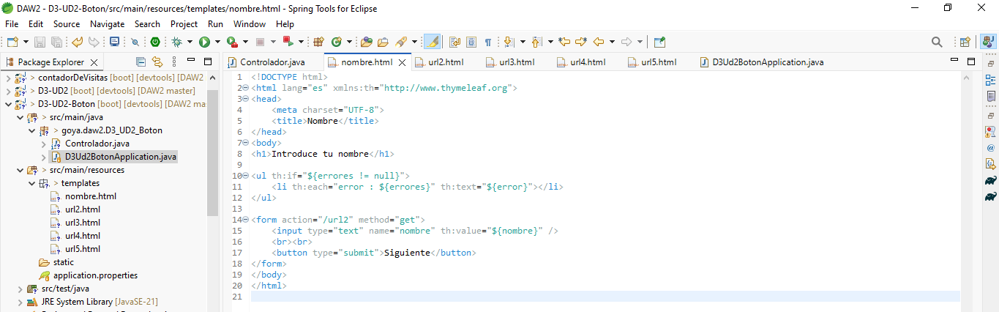 DAW2 - D3-UD2-Boton/src/main/resources/templates/nombre.html - Spring Tools for Eclipse
File Edit Source Navigate Search Project Run Window Help
Package Explorer
> contadorDeVisitas [boot] [devtools] [DAW2
> D3-UD2 [boot] [devtools] [DAW2 master]
> D3-UD2-Boton [boot] [devtools] [DAW2 ma
> src/main/java
> goya.daw2.D3_UD2_Boton
Controlador.java
D3Ud2BotonApplication.java
> src/main/resources
> templates
nombre.html
url2.html
url3.html
url4.html
url5.html
static
application.properties
src/test/java
JRE System Library [JavaSE-21]
Controlador.java nombre.html url2.html url3.html url4.html url5.html D3Ud2BotonApplication.java
1 <!DOCTYPE html>
2 <html lang="es" xmlns:th="http://www.thymeleaf.org">
3 <head>
4 <meta charset="UTF-8">
5 <title>Nombre</title>
6 </head>
7 <body>
8 <h1>Introduce tu nombre</h1>
9
10 <ul th:if="${errores != null}">
11 <li th:each="error : ${errores}" th:text="${error}"></li>
12 </ul>
13
14 <form action="/url2" method="get">
15 <input type="text" name="nombre" th:value="${nombre}" />
16 <br><br>
17 <button type="submit">Siguiente</button>
18 </form>
19 </body>
20 </html>
21